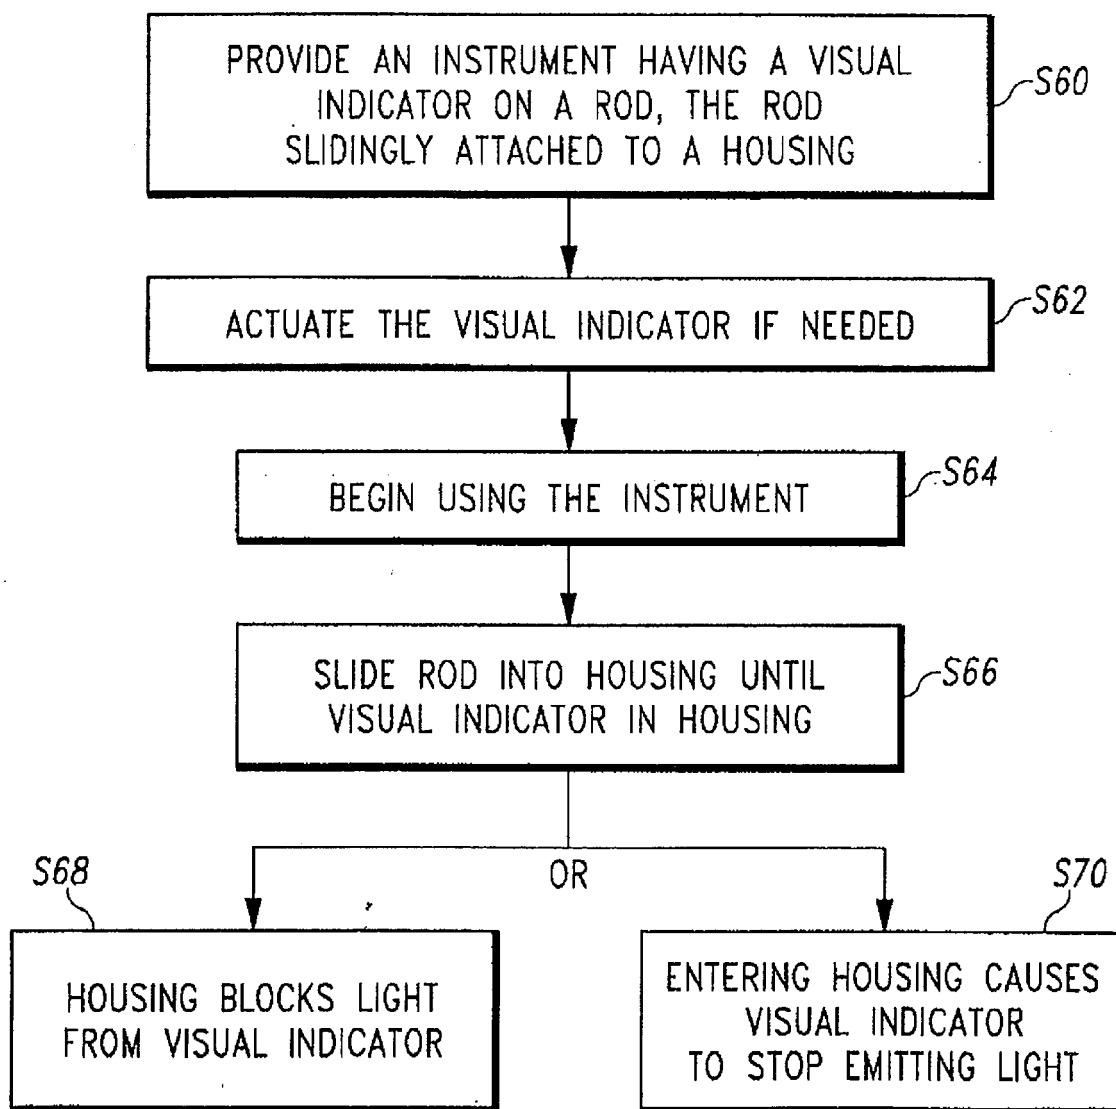 PROVIDE AN INSTRUMENT HAVING A VISUAL
INDICATOR ON A ROD, THE ROD
SLIDINGLY ATTACHED TO A HOUSING
S60
ACTUATE THE VISUAL INDICATOR IF NEEDED
S62
BEGIN USING THE INSTRUMENT
S64
SLIDE ROD INTO HOUSING UNTIL
VISUAL INDICATOR IN HOUSING
S66
OR
S68
HOUSING BLOCKS LIGHT
FROM VISUAL INDICATOR
S70
ENTERING HOUSING CAUSES
VISUAL INDICATOR
TO STOP EMITTING LIGHT